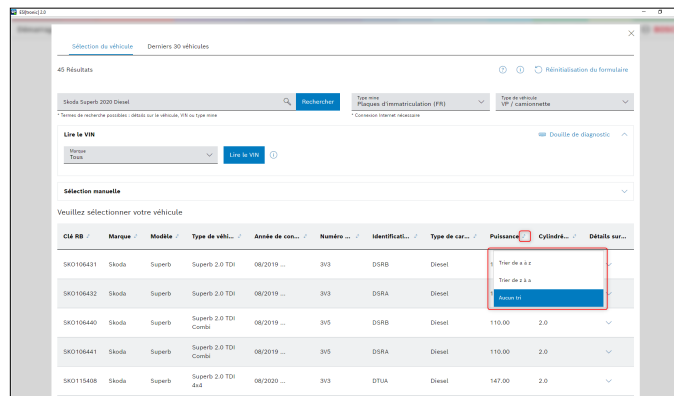 ESI[tronic] 2.0
Sélection du véhicule Derniers 30 véhicules
45 Résultats
Réinitialisation du formulaire
Skoda Superb 2020 Diesel
Rechercher
Type mine
Plaques d'immatriculation (FR)
Type de véhicule
VP / camionnette
* Termes de recherche possibles : détails sur le véhicule, VIN ou type mine
* Connexion Internet nécessaire
Lire le VIN
Douille de diagnostic
Marque
Tous
Lire le VIN
Sélection manuelle
Veuillez sélectionner votre véhicule
Clé RB Marque Modèle Type de véhi... Année de con... Numéro ... Identificati... Type de car... Puissance Cylindré... Détails sur...
SKO106431 Skoda Superb Superb 2.0 TDI 08/2019 ... 3V3 DSRB Diesel
Trier de a à z
Trier de z à a
Aucun tri
SKO106432 Skoda Superb Superb 2.0 TDI 08/2019 ... 3V3 DSRA Diesel
SKO106440 Skoda Superb Superb 2.0 TDI Combi 08/2019 ... 3V5 DSRB Diesel 110.00 2.0
SKO106441 Skoda Superb Superb 2.0 TDI Combi 08/2019 ... 3V5 DSRA Diesel 110.00 2.0
SKO115408 Skoda Superb Superb 2.0 TDI 4x4 08/2020 ... 3V3 DTUA Diesel 147.00 2.0